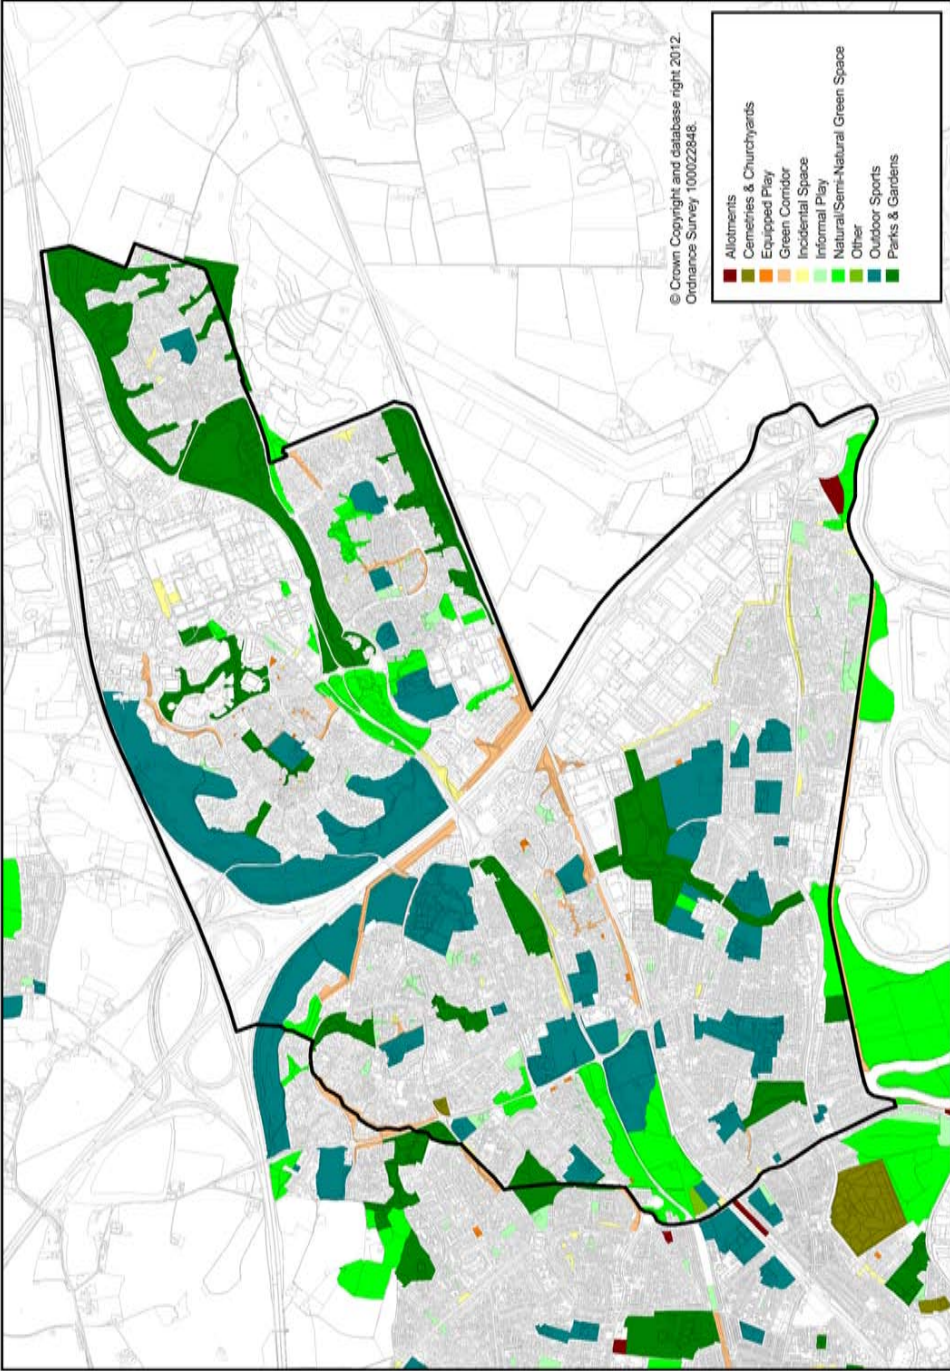 © Crown Copyright and database right 2012.
Ordnance Survey 100022848.
Allotments
Cemetries & Churchyards
Equipped Play
Green Corridor
Incidental Space
Informal Play
Natural/Semi-Natural Green Space
Other
Outdoor Sports
Parks & Gardens